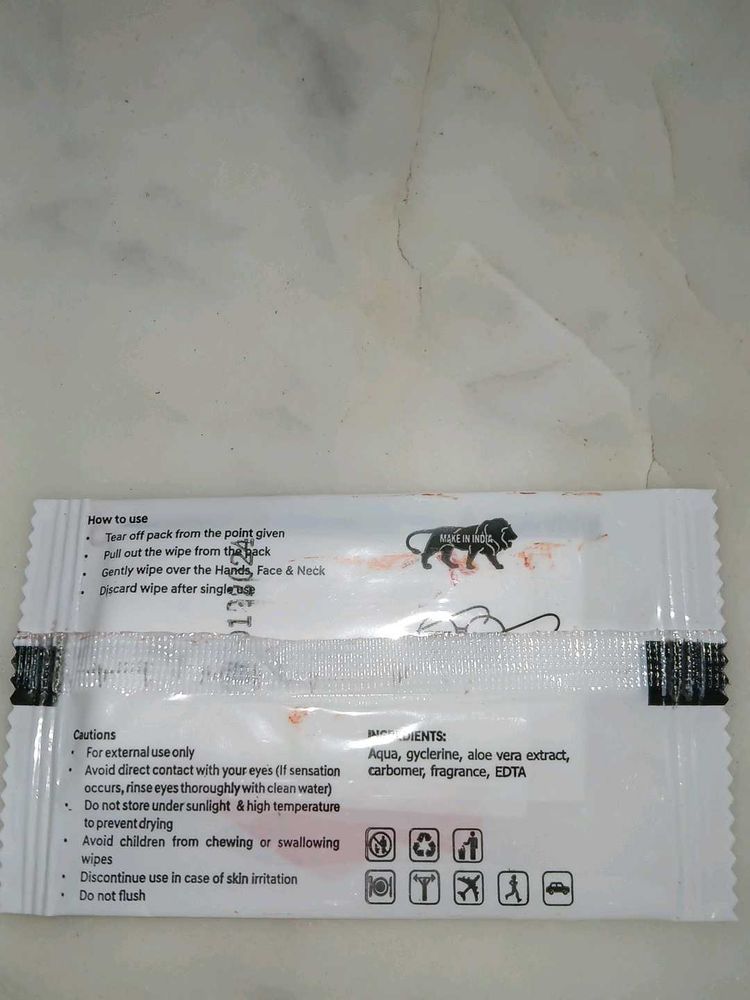 How to use
• Tear off pack from the point given
• Pull out the wipe from the pack
• Gently wipe over the Hands, Face & Neck
• Discard wipe after single use
MAKE IN INDIA
Cautions
• For external use only
• Avoid direct contact with your eyes (If sensation
occurs, rinse eyes thoroughly with clean water)
• Do not store under sunlight & high temperature
to prevent drying
• Avoid children from chewing or swallowing
wipes
• Discontinue use in case of skin irritation
• Do not flush
INGREDIENTS:
Aqua, gyclerine, aloe vera extract,
carbomer, fragrance, EDTA